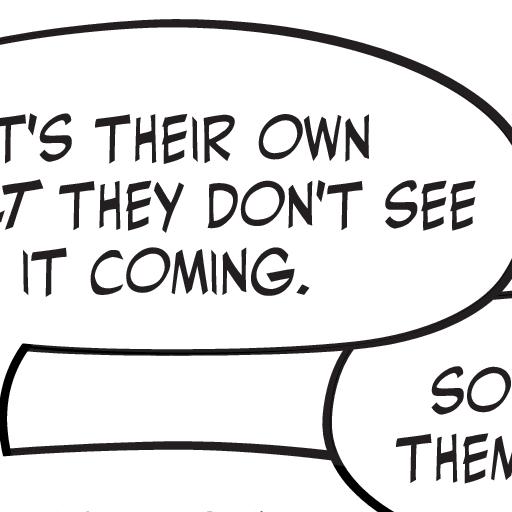 T'S THEIR OWN
THEY DON'T SEE
IT COMING.
SO
THEM